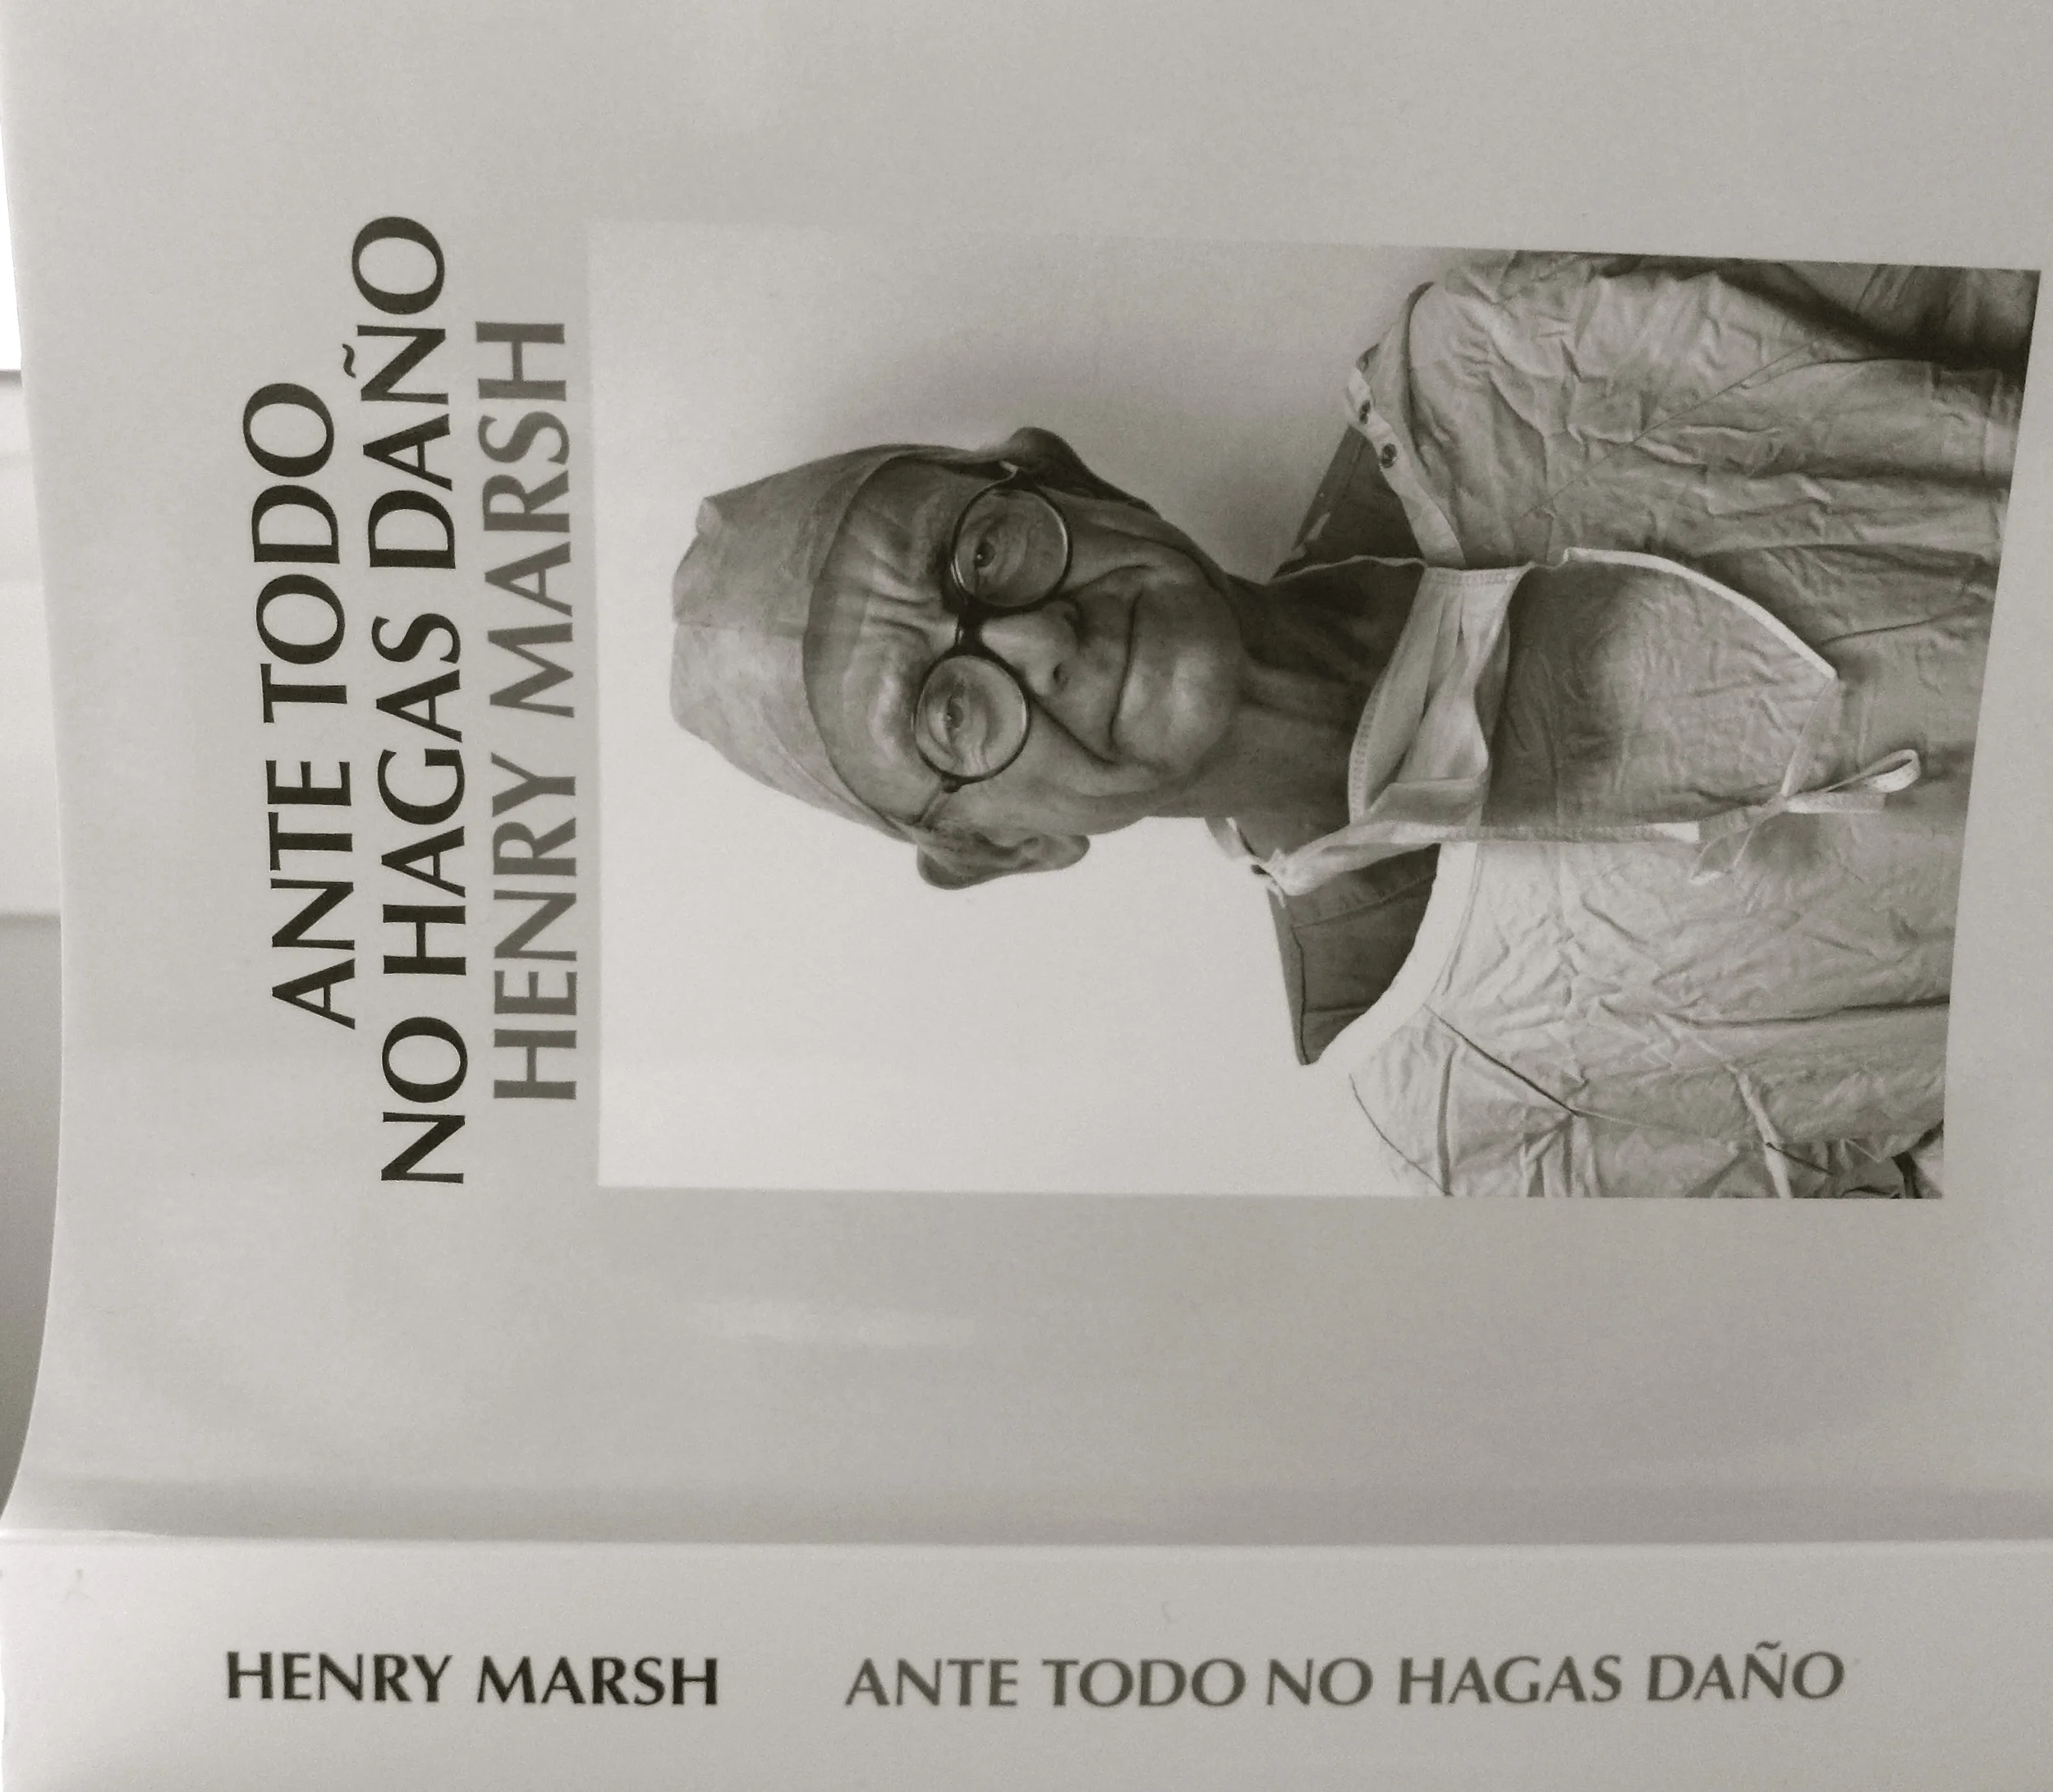 ANTE TODO
NO HAGAS DAÑO
HENRY MARSH
HENRY MARSH ANTE TODO NO HAGAS DAÑO